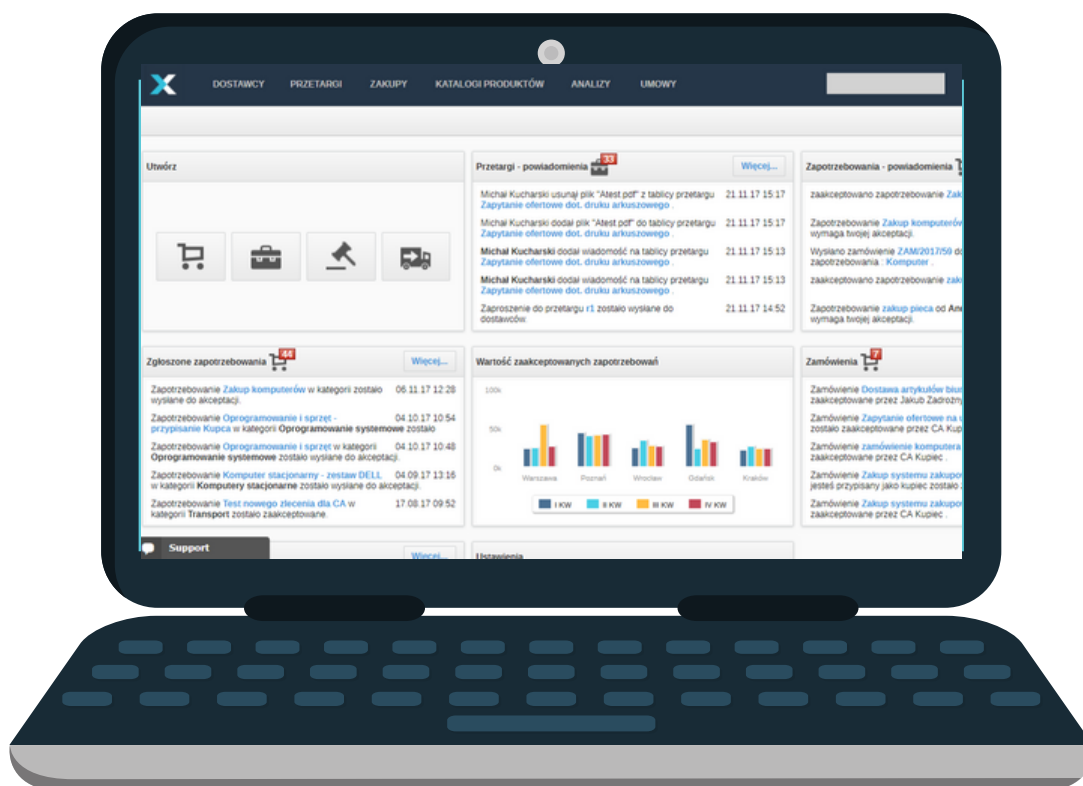 DOSTAWCY PRZETARGI ZAKUPY KATALOGI PRODUKTÓW ANALIZY UMOWY
Utwórz
Przetargi - powiadomienia 33 Więcej...
Michał Kucharski usunął plik "Atest.pdf" z tablicy przetargu 21.11.17 15:17
Zapytanie ofertowe dot. druku arkuszowego .
Michał Kucharski dodał plik "Atest.pdf" do tablicy przetargu 21.11.17 15:17
Zapytanie ofertowe dot. druku arkuszowego .
Michał Kucharski dodał wiadomość na tablicy przetargu 21.11.17 15:13
Zapytanie ofertowe dot. druku arkuszowego .
Michał Kucharski dodał wiadomość na tablicy przetargu 21.11.17 15:13
Zapytanie ofertowe dot. druku arkuszowego .
Zaproszenie do przetargu r1 zostało wysłane do 21.11.17 14:52
dostawców.
Zapotrzebowania - powiadomienia
zaakceptowano zapotrzebowanie Zak
Zapotrzebowanie Zakup komputerów
wymaga twojej akceptacji.
Wysłano zamówienie ZAM/2017/59 do
zapotrzebowania : Komputer .
zaakceptowano zapotrzebowanie zak
Zapotrzebowanie zakup pieca od An
wymaga twojej akceptacji.
Zgłoszone zapotrzebowania 44 Więcej...
Zapotrzebowanie Zakup komputerów w kategorii zostało 06.11.17 12:28
wysłane do akceptacji.
Zapotrzebowanie Oprogramowanie i sprzęt - 04.10.17 10:54
przypisanie Kupca w kategorii Oprogramowanie systemowe zostało
Zapotrzebowanie Oprogramowanie i sprzęt w kategorii 04.10.17 10:48
Oprogramowanie systemowe zostało wysłane do akceptacji.
Zapotrzebowanie Komputer stacjonarny - zestaw DELL 04.09.17 13:16
w kategorii Komputery stacjonarne zostało wysłane do akceptacji.
Zapotrzebowanie Test nowego zlecenia dla CA w 17.08.17 09:52
kategorii Transport zostało zaakceptowane.
Wartość zaakceptowanych zapotrzebowań
100k
50k
0k
Warszawa Poznań Wrocław Gdańsk Kraków
I KW II KW III KW IV KW
Zamówienia 7
Zamówienie Dostawa artykułów biur
zaakceptowane przez Jakub Zadrożny
Zamówienie Zapytanie ofertowe na u
zostało zaakceptowane przez CA Kup
Zamówienie zamówienie komputera
zaakceptowane przez CA Kupiec .
Zamówienie Zakup systemu zakupo
jesteś przypisany jako kupiec zostało
Zamówienie Zakup systemu zakupo
zaakceptowane przez CA Kupiec .
Support
Więcej...
Ustawienia